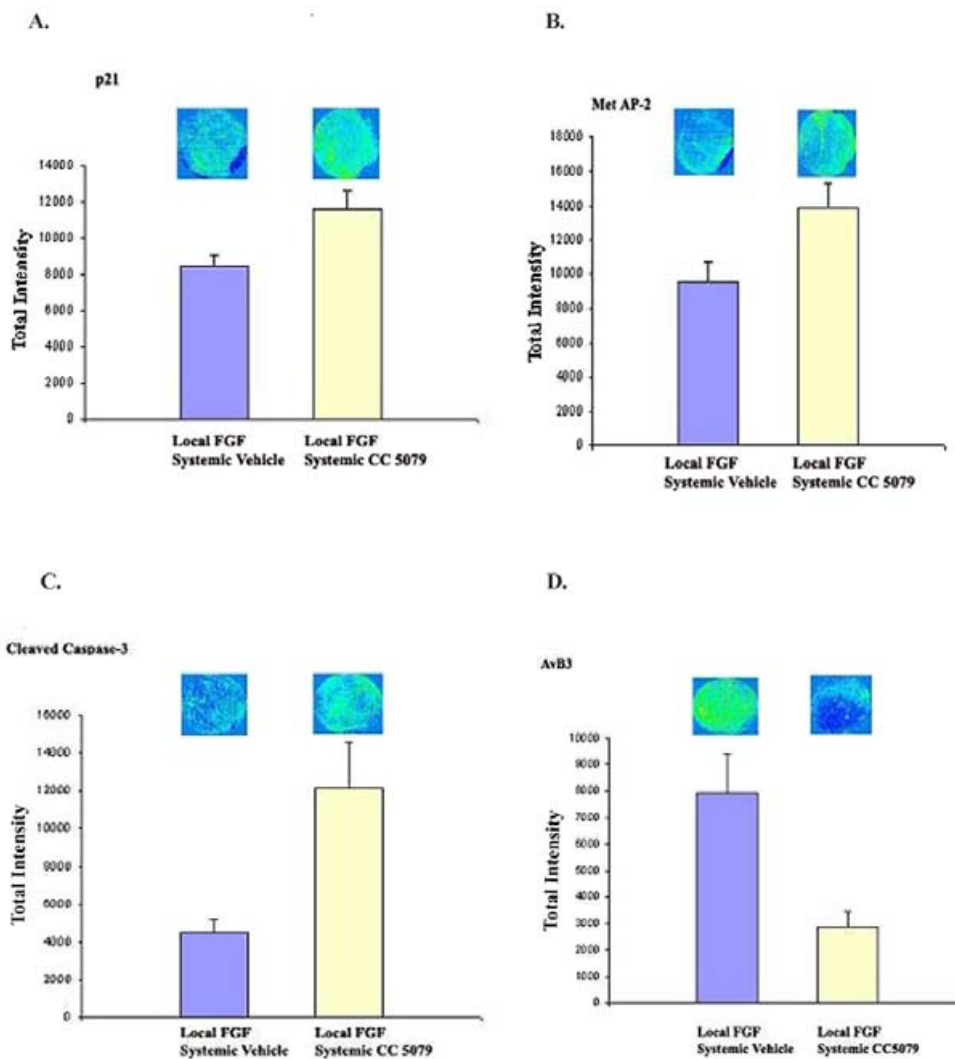 A.
p21
Total Intensity
14000
12000
10000
8000
6000
4000
2000
0
Local FGF
Systemic Vehicle
Local FGF
Systemic CC 5079
B.
Met AP-2
Total Intensity
18000
16000
14000
12000
10000
8000
6000
4000
2000
0
Local FGF
Systemic Vehicle
Local FGF
Systemic CC 5079
C.
Cleaved Caspase-3
Total Intensity
16000
14000
12000
10000
8000
6000
4000
2000
0
Local FGF
Systemic Vehicle
Local FGF
Systemic CC 5079
D.
AvB3
Total Intensity
10000
9000
8000
7000
6000
5000
4000
3000
2000
1000
0
Local FGF
Systemic Vehicle
Local FGF
Systemic CC5079